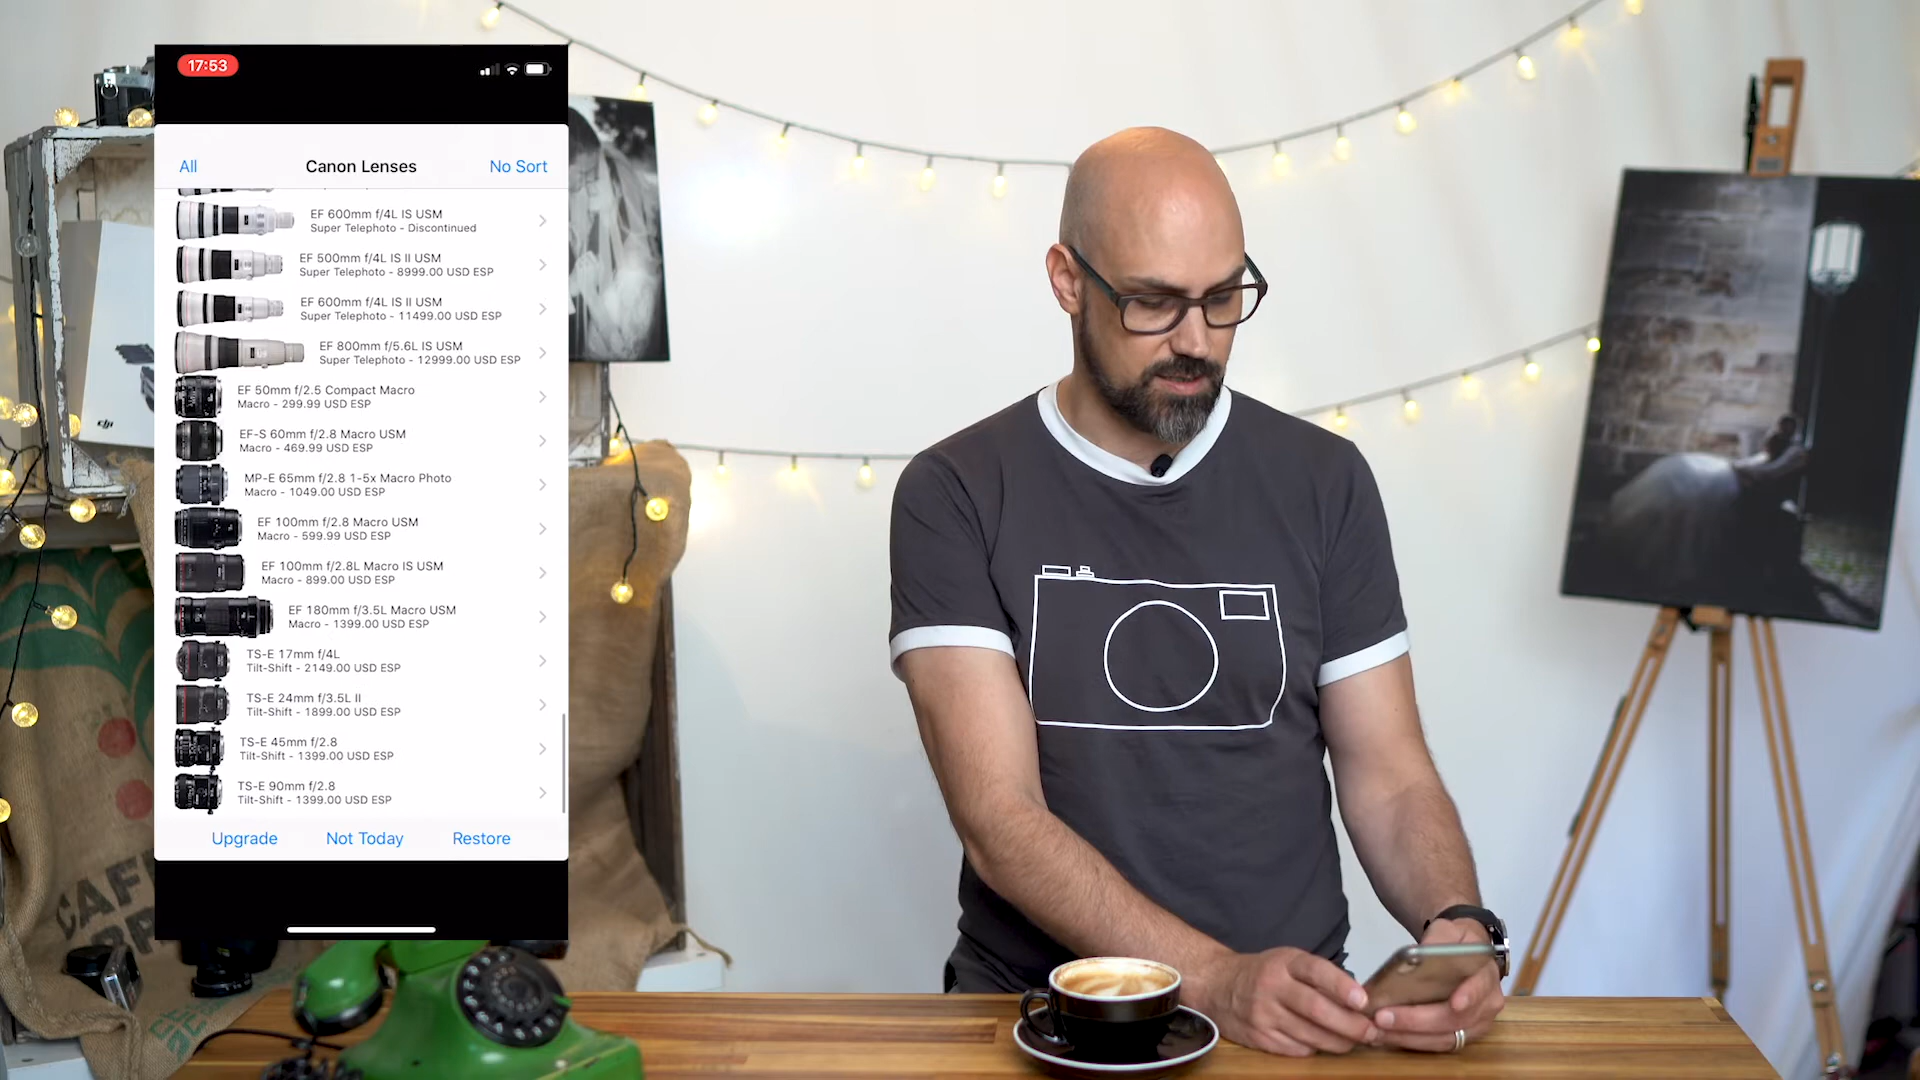 17:53
All
Canon Lenses
No Sort
EF 600mm f/4L IS USM
Super Telephoto - Discontinued
EF 500mm f/4L IS II USM
Super Telephoto - 8999.00 USD ESP
EF 600mm f/4L IS II USM
Super Telephoto - 11499.00 USD ESP
EF 800mm f/5.6L IS USM
Super Telephoto - 12999.00 USD ESP
EF 50mm f/2.5 Compact Macro
Macro - 299.99 USD ESP
EF-S 60mm f/2.8 Macro USM
Macro - 469.99 USD ESP
MP-E 65mm f/2.8 1-5x Macro Photo
Macro - 1049.00 USD ESP
EF 100mm f/2.8 Macro USM
Macro - 599.99 USD ESP
EF 100mm f/2.8L Macro IS USM
Macro - 899.00 USD ESP
EF 180mm f/3.5L Macro USM
Macro - 1399.00 USD ESP
TS-E 17mm f/4L
Tilt-Shift - 2149.00 USD ESP
TS-E 24mm f/3.5L II
Tilt-Shift - 1899.00 USD ESP
TS-E 45mm f/2.8
Tilt-Shift - 1399.00 USD ESP
TS-E 90mm f/2.8
Tilt-Shift - 1399.00 USD ESP
Upgrade
Not Today
Restore
dji